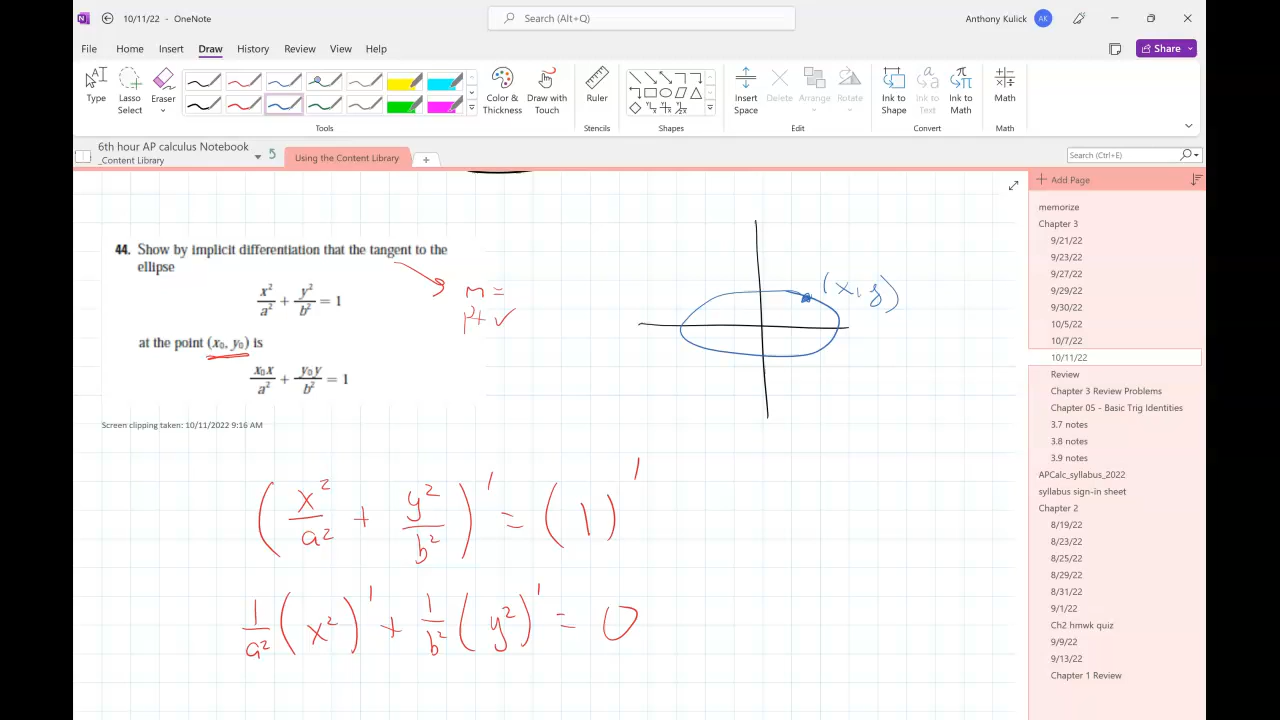 10/11/22 - OneNote
Search (Alt+Q)
Anthony Kulick AK
File Home Insert Draw History Review View Help
Share
Type Lasso Select Eraser Color & Thickness Draw with Touch Ruler Insert Space Delete Arrange Rotate Ink to Shape Ink to Text Ink to Math Math
Tools Stencils Shapes Edit Convert Math
6th hour AP calculus Notebook
_Content Library
Using the Content Library
Search (Ctrl+E)
44. Show by implicit differentiation that the tangent to the
ellipse
x²/a² + y²/b² = 1
at the point (x₀, y₀) is
x₀x/a² + y₀y/b² = 1
Screen clipping taken: 10/11/2022 9:16 AM
m =
pt ✓
(x, y)
(x²/a² + y²/b²)' = (1)'
1/a² (x²)' + 1/b² (y²)' = 0
Add Page
memorize
Chapter 3
9/21/22
9/23/22
9/27/22
9/29/22
9/30/22
10/5/22
10/7/22
10/11/22
Review
Chapter 3 Review Problems
Chapter 05 - Basic Trig Identities
3.7 notes
3.8 notes
3.9 notes
APCalc_syllabus_2022
syllabus sign-in sheet
Chapter 2
8/19/22
8/23/22
8/25/22
8/29/22
8/31/22
9/1/22
Ch2 hmwk quiz
9/9/22
9/13/22
Chapter 1 Review